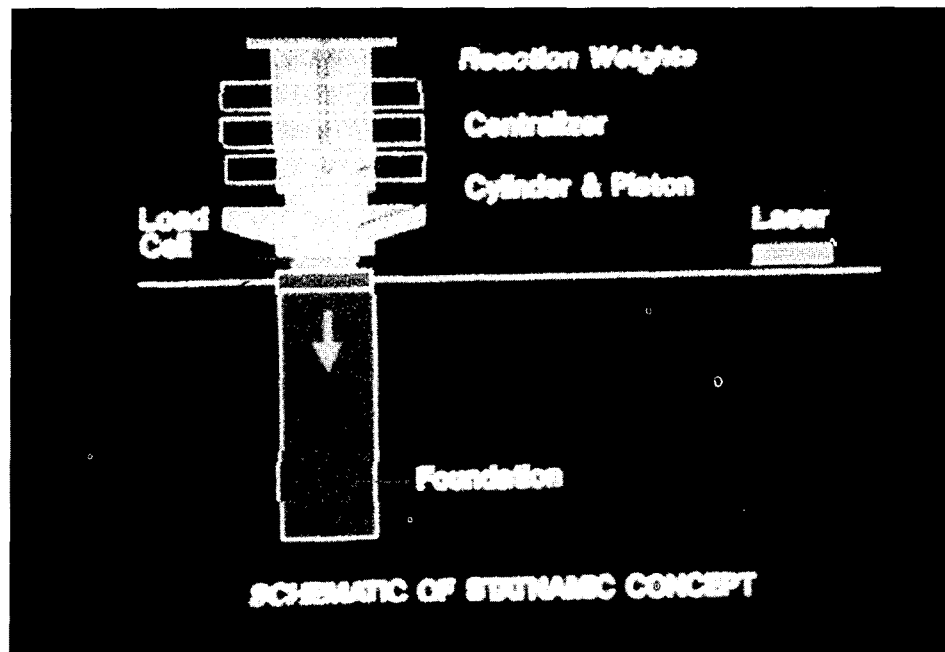 Reaction Weights
Centralizer
Cylinder & Piston
Load
Cell
Laser
Foundation
SCHEMATIC OF STATNAMIC CONCEPT